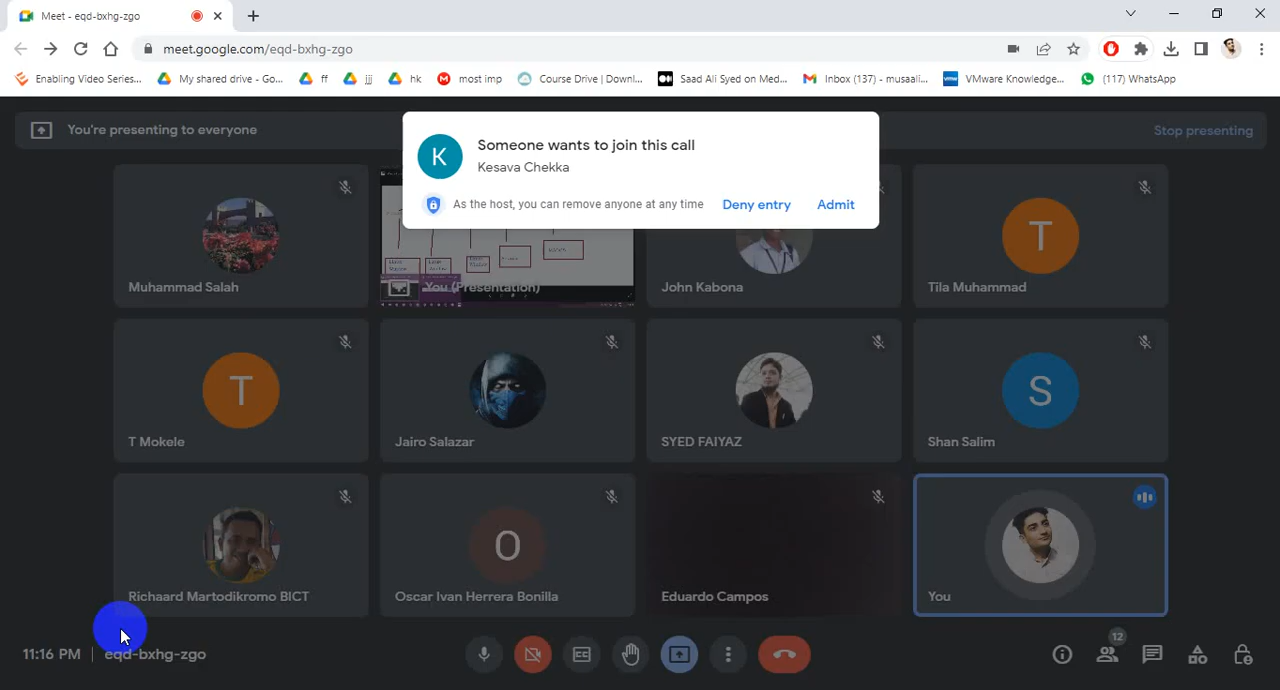 Meet - eqd-bxhg-zgo
meet.google.com/eqd-bxhg-zgo
Enabling Video Series... My shared drive - Go... ff jjj hk most imp Course Drive | Downl... Saad Ali Syed on Med... Inbox (137) - musaali... VMware Knowledge... (117) WhatsApp
You're presenting to everyone
Stop presenting
K
Someone wants to join this call
Kesava Chekka
As the host, you can remove anyone at any time
Deny entry
Admit
Muhammad Salah
You (Presentation)
John Kabona
T
Tila Muhammad
T
T Mokele
Jairo Salazar
SYED FAIYAZ
S
Shan Salim
Richaard Martodikromo BICT
O
Oscar Ivan Herrera Bonilla
Eduardo Campos
You
11:16 PM | eqd-bxhg-zgo
12